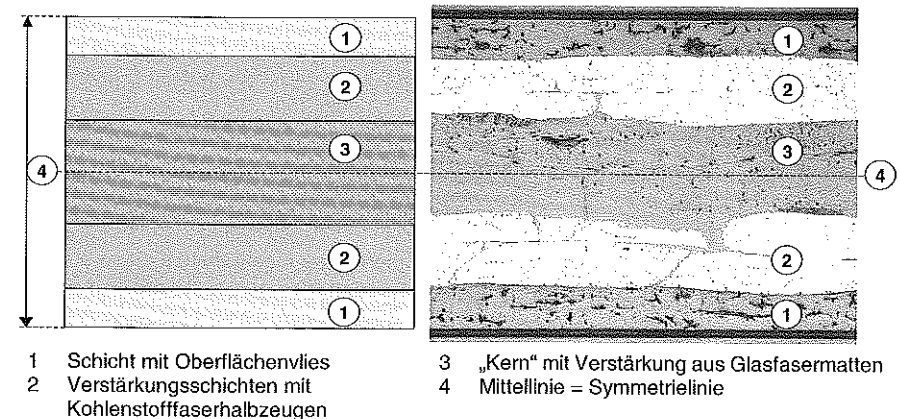 1
1
2
2
3
3
4
4
2
2
1
1
1 Schicht mit Oberflächenvlies
2 Verstärkungsschichten mit
Kohlenstofffaserhalbzeugen
3 „Kern“ mit Verstärkung aus Glasfasermatten
4 Mittellinie = Symmetrielinie